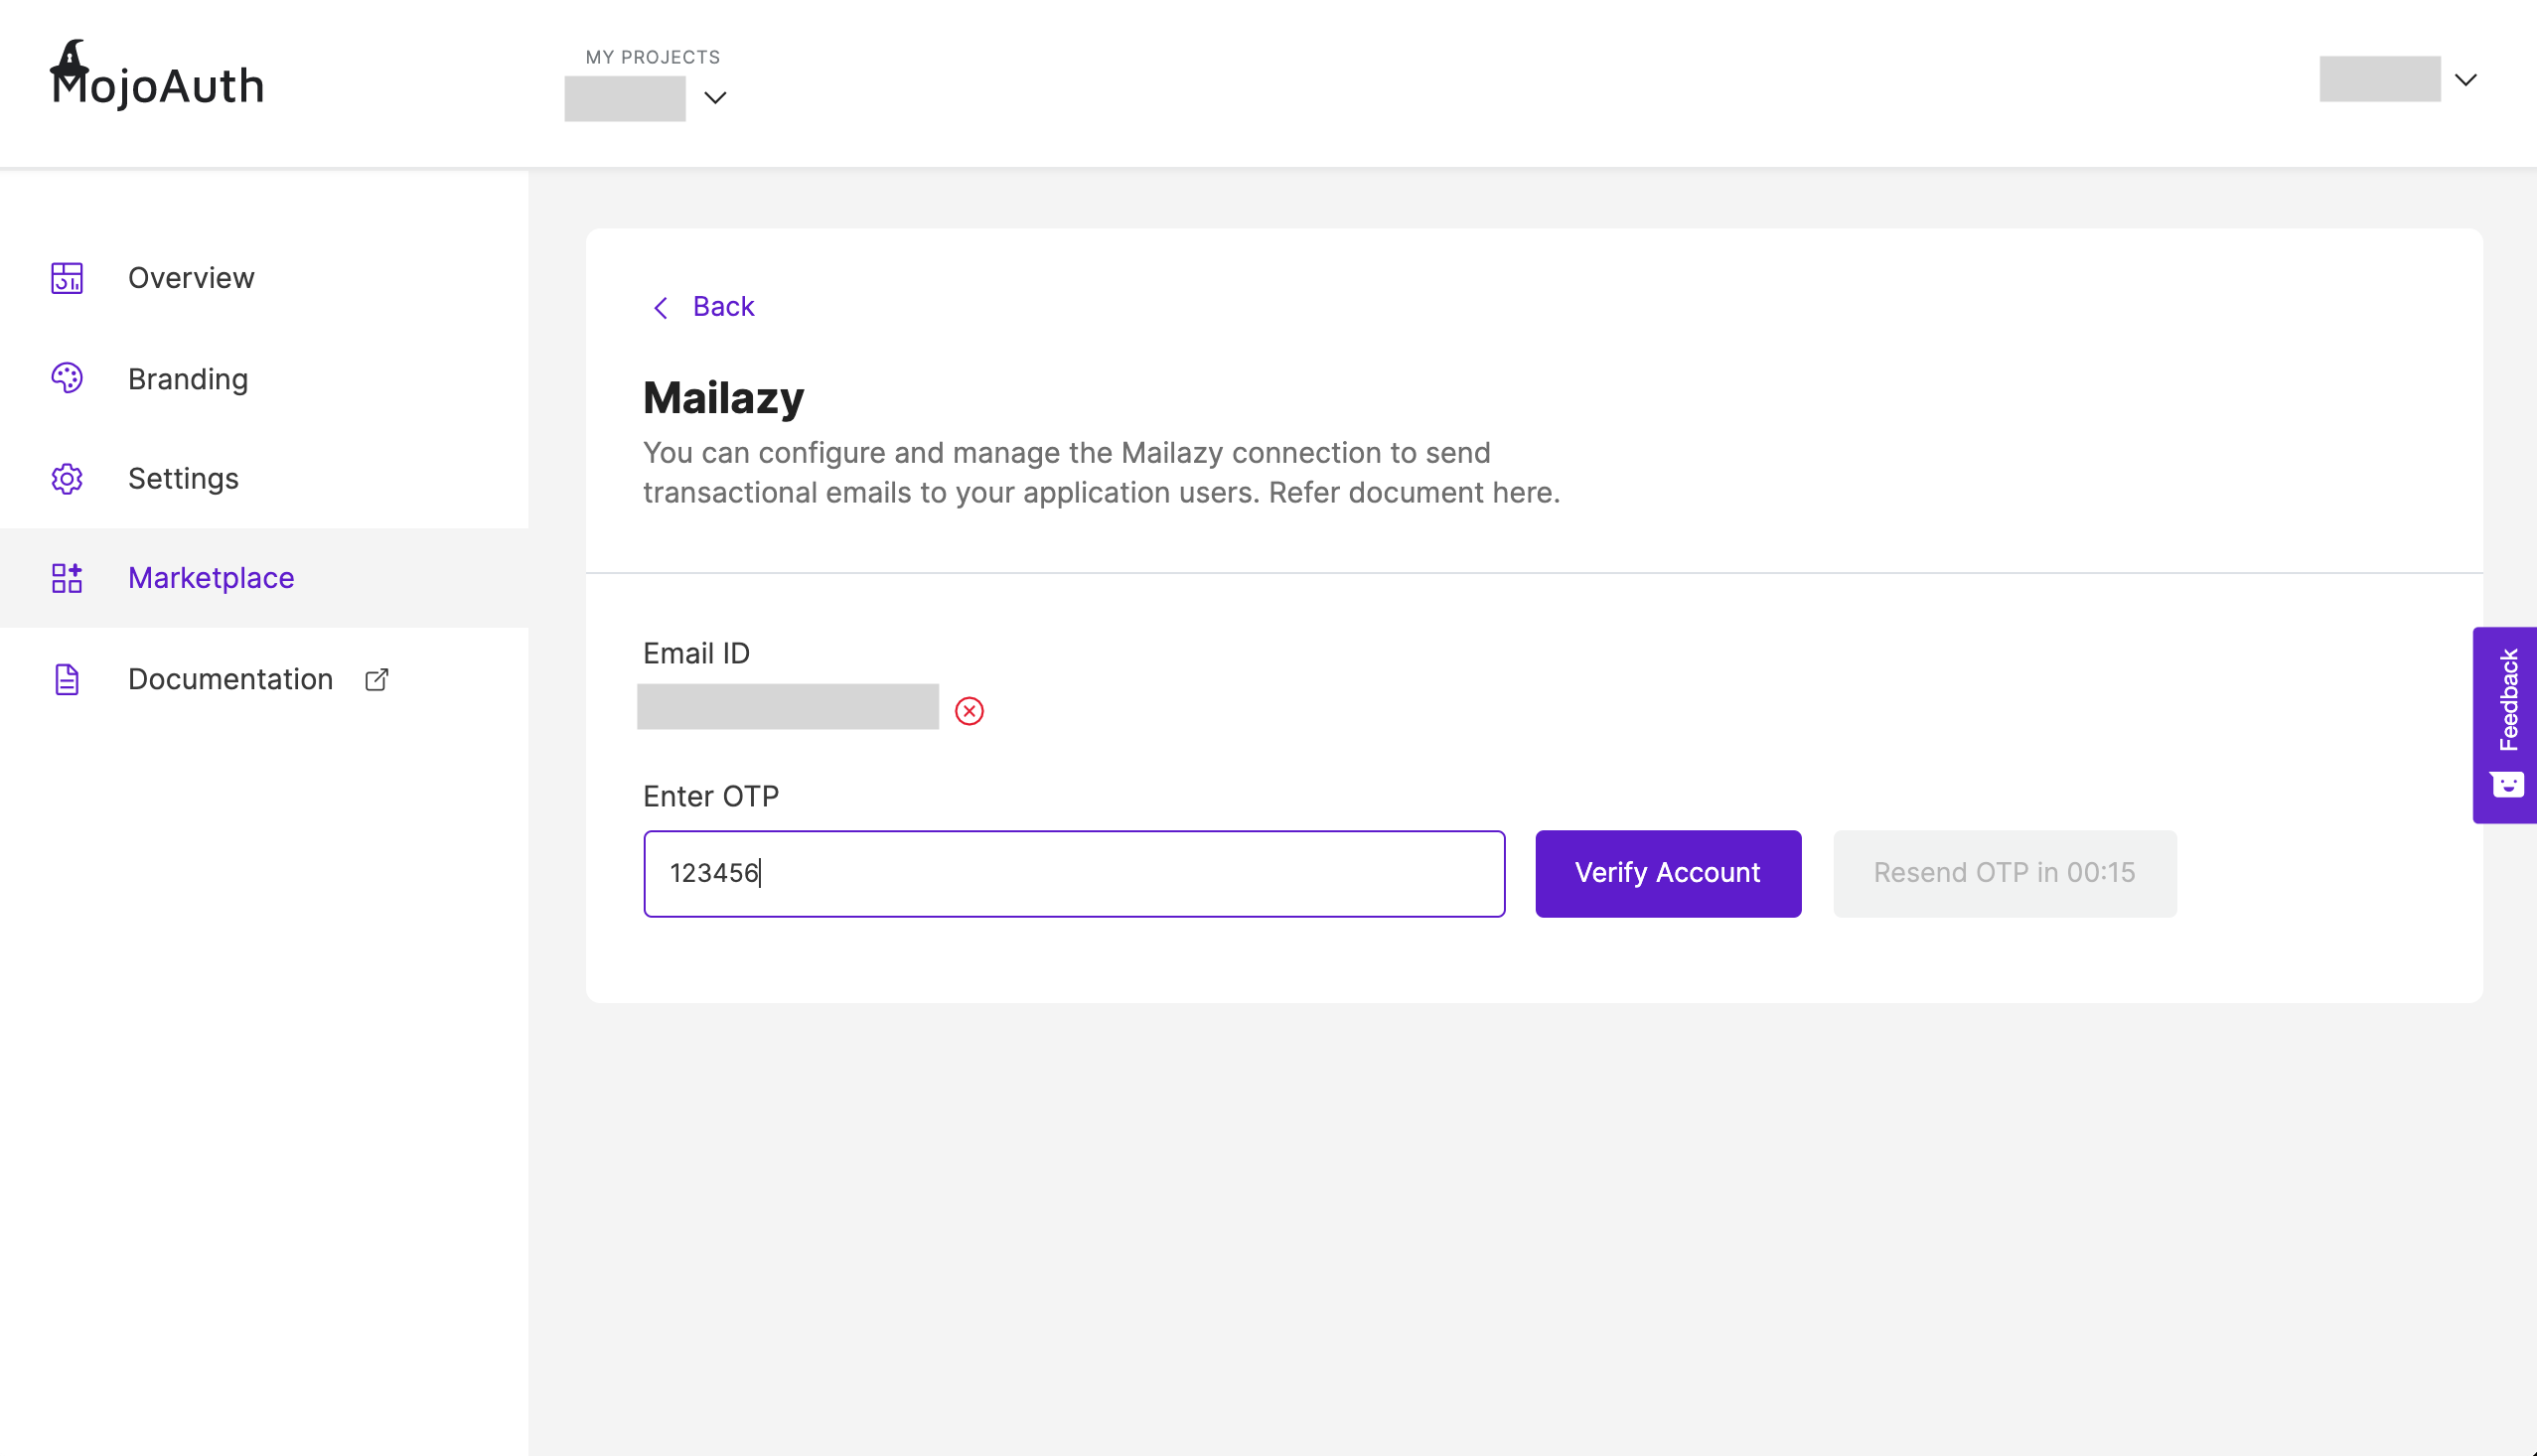 MojoAuth
MY PROJECTS
Overview
Branding
Settings
Marketplace
Documentation
Back
Mailazy
You can configure and manage the Mailazy connection to send
transactional emails to your application users. Refer document here.
Email ID
Enter OTP
123456
Verify Account
Resend OTP in 00:15
Feedback